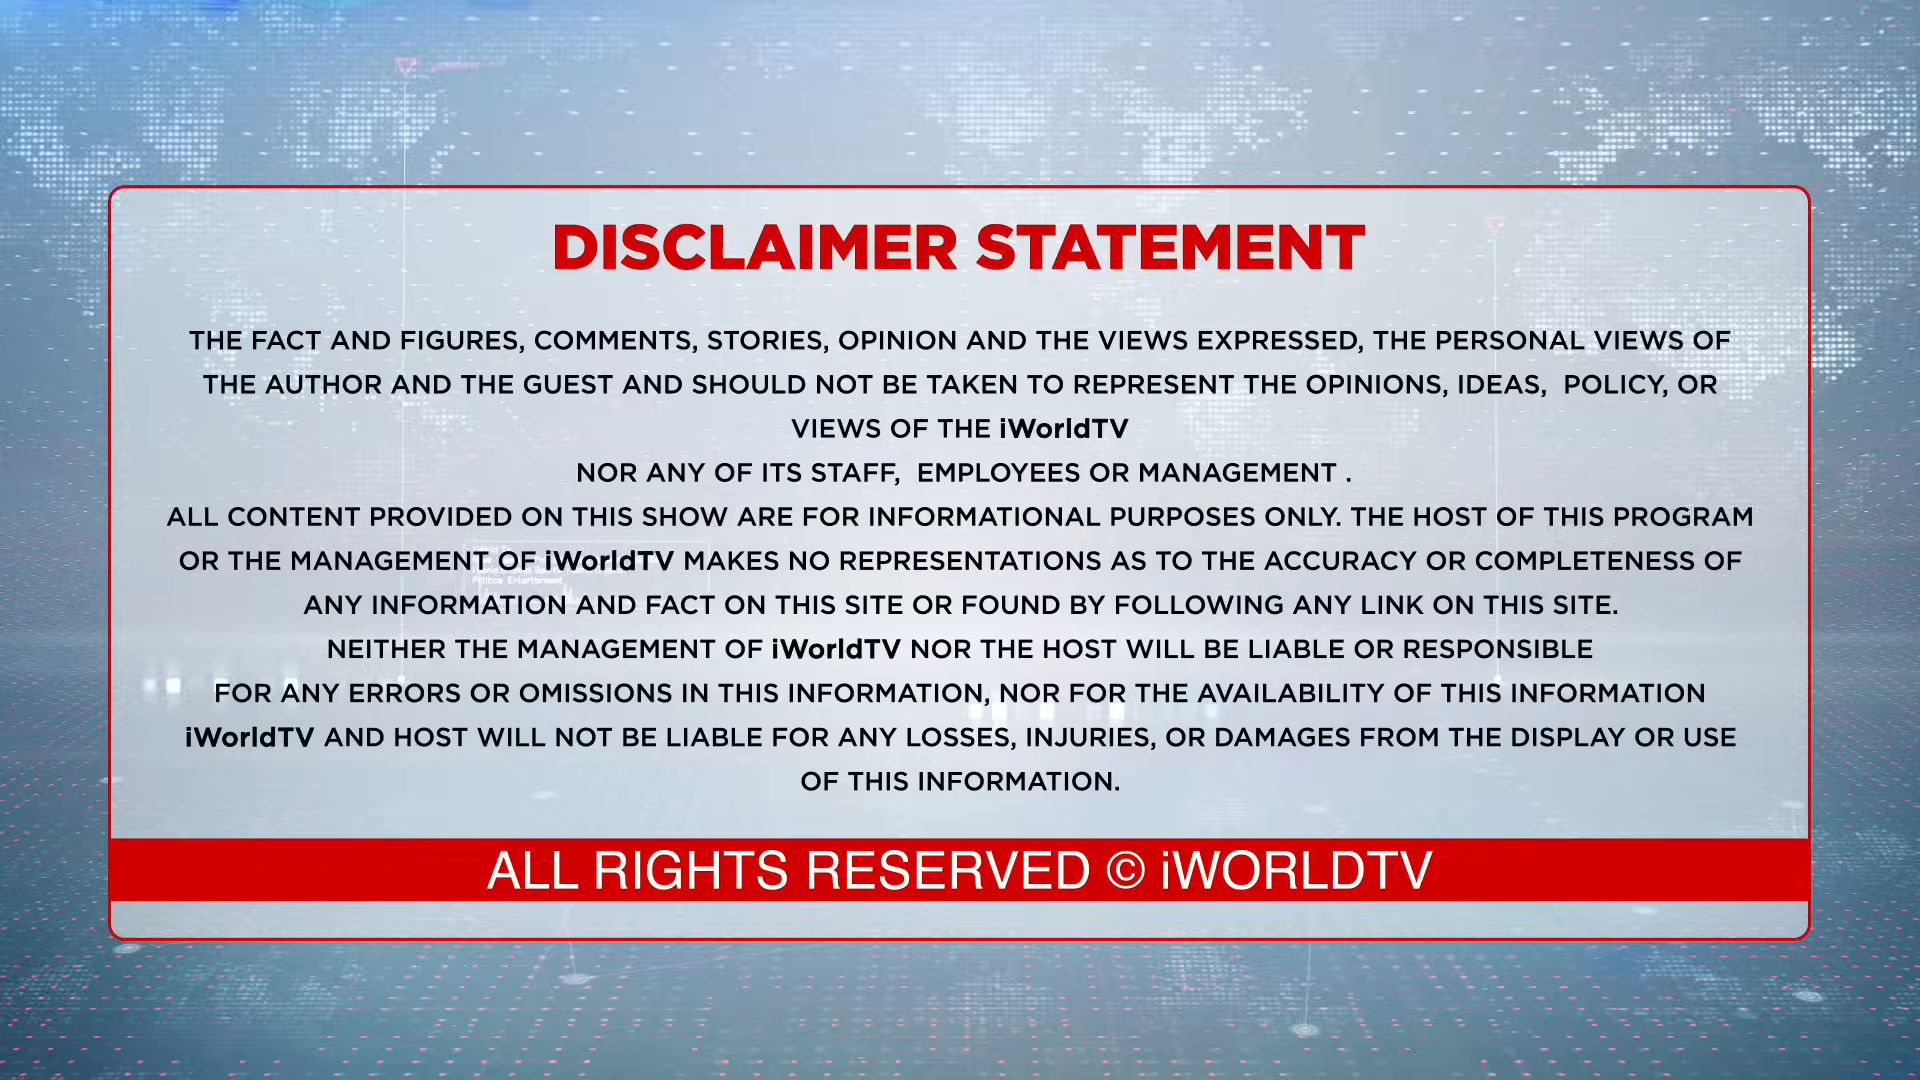 DISCLAIMER STATEMENT
THE FACT AND FIGURES, COMMENTS, STORIES, OPINION AND THE VIEWS EXPRESSED, THE PERSONAL VIEWS OF
THE AUTHOR AND THE GUEST AND SHOULD NOT BE TAKEN TO REPRESENT THE OPINIONS, IDEAS, POLICY, OR
VIEWS OF THE iWorldTV
NOR ANY OF ITS STAFF, EMPLOYEES OR MANAGEMENT .
ALL CONTENT PROVIDED ON THIS SHOW ARE FOR INFORMATIONAL PURPOSES ONLY. THE HOST OF THIS PROGRAM
OR THE MANAGEMENT OF iWorldTV MAKES NO REPRESENTATIONS AS TO THE ACCURACY OR COMPLETENESS OF
ANY INFORMATION AND FACT ON THIS SITE OR FOUND BY FOLLOWING ANY LINK ON THIS SITE.
NEITHER THE MANAGEMENT OF iWorldTV NOR THE HOST WILL BE LIABLE OR RESPONSIBLE
FOR ANY ERRORS OR OMISSIONS IN THIS INFORMATION, NOR FOR THE AVAILABILITY OF THIS INFORMATION
iWorldTV AND HOST WILL NOT BE LIABLE FOR ANY LOSSES, INJURIES, OR DAMAGES FROM THE DISPLAY OR USE
OF THIS INFORMATION.
ALL RIGHTS RESERVED © iWORLDTV